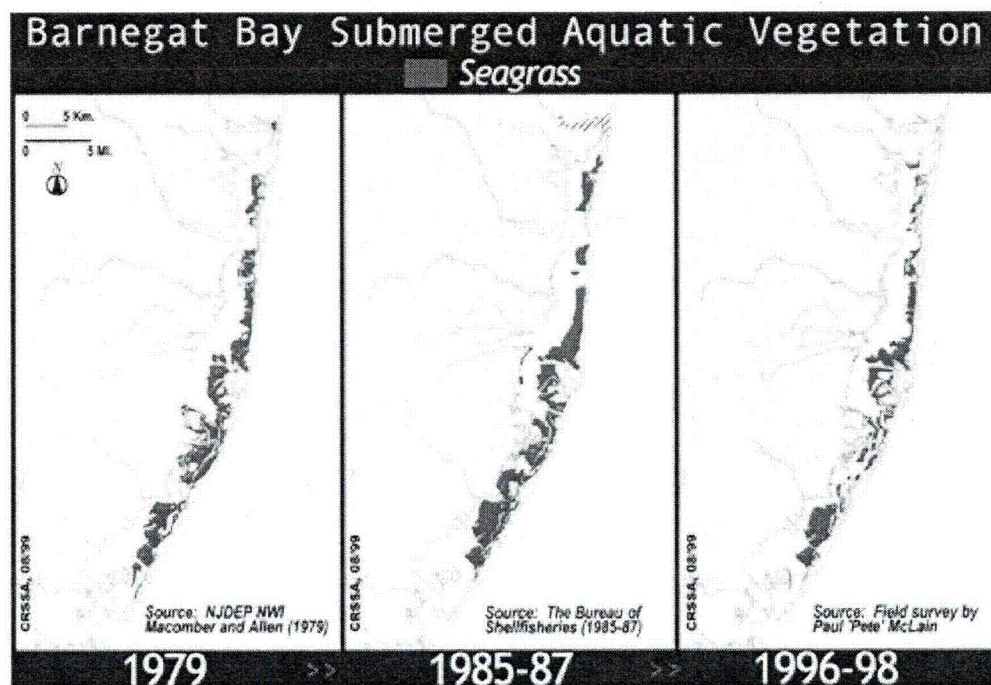 Barnegat Bay Submerged Aquatic Vegetation
Seagrass
0 5 Km.
0 5 Mi.
N
CRSSA, 08/99
Source: NJDEP NWI
Macomber and Allen (1979)
CRSSA, 08/99
Source: The Bureau of
Shellfisheries (1985-87)
CRSSA, 08/99
Source: Field survey by
Paul 'Pete' McLain
1979 >> 1985-87 >> 1996-98